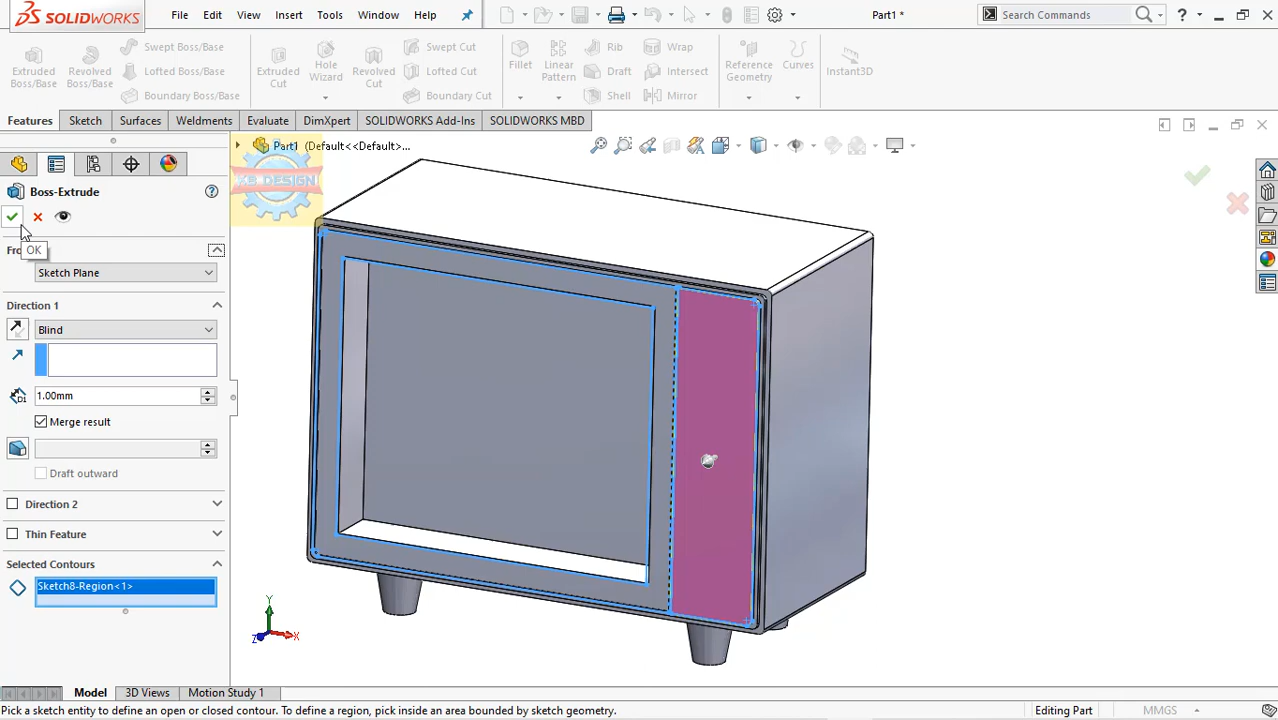 SOLIDWORKS
File Edit View Insert Tools Window Help
Part1 *
Search Commands
?
Extruded Boss/Base
Revolved Boss/Base
Swept Boss/Base
Lofted Boss/Base
Boundary Boss/Base
Extruded Cut
Hole Wizard
Revolved Cut
Swept Cut
Lofted Cut
Boundary Cut
Fillet
Linear Pattern
Rib
Draft
Shell
Wrap
Intersect
Mirror
Reference Geometry
Curves
Instant3D
Features Sketch Surfaces Weldments Evaluate DimXpert SOLIDWORKS Add-Ins SOLIDWORKS MBD
Part1 (Default<<Default>...
KB DESIGN
Boss-Extrude
OK
Fro
Sketch Plane
Direction 1
Blind
1.00mm
Merge result
Draft outward
Direction 2
Thin Feature
Selected Contours
Sketch8-Region<1>
Y
X
Z
Model 3D Views Motion Study 1
Pick a sketch entity to define an open or closed contour. To define a region, pick inside an area bounded by sketch geometry.
Editing Part
MMGS